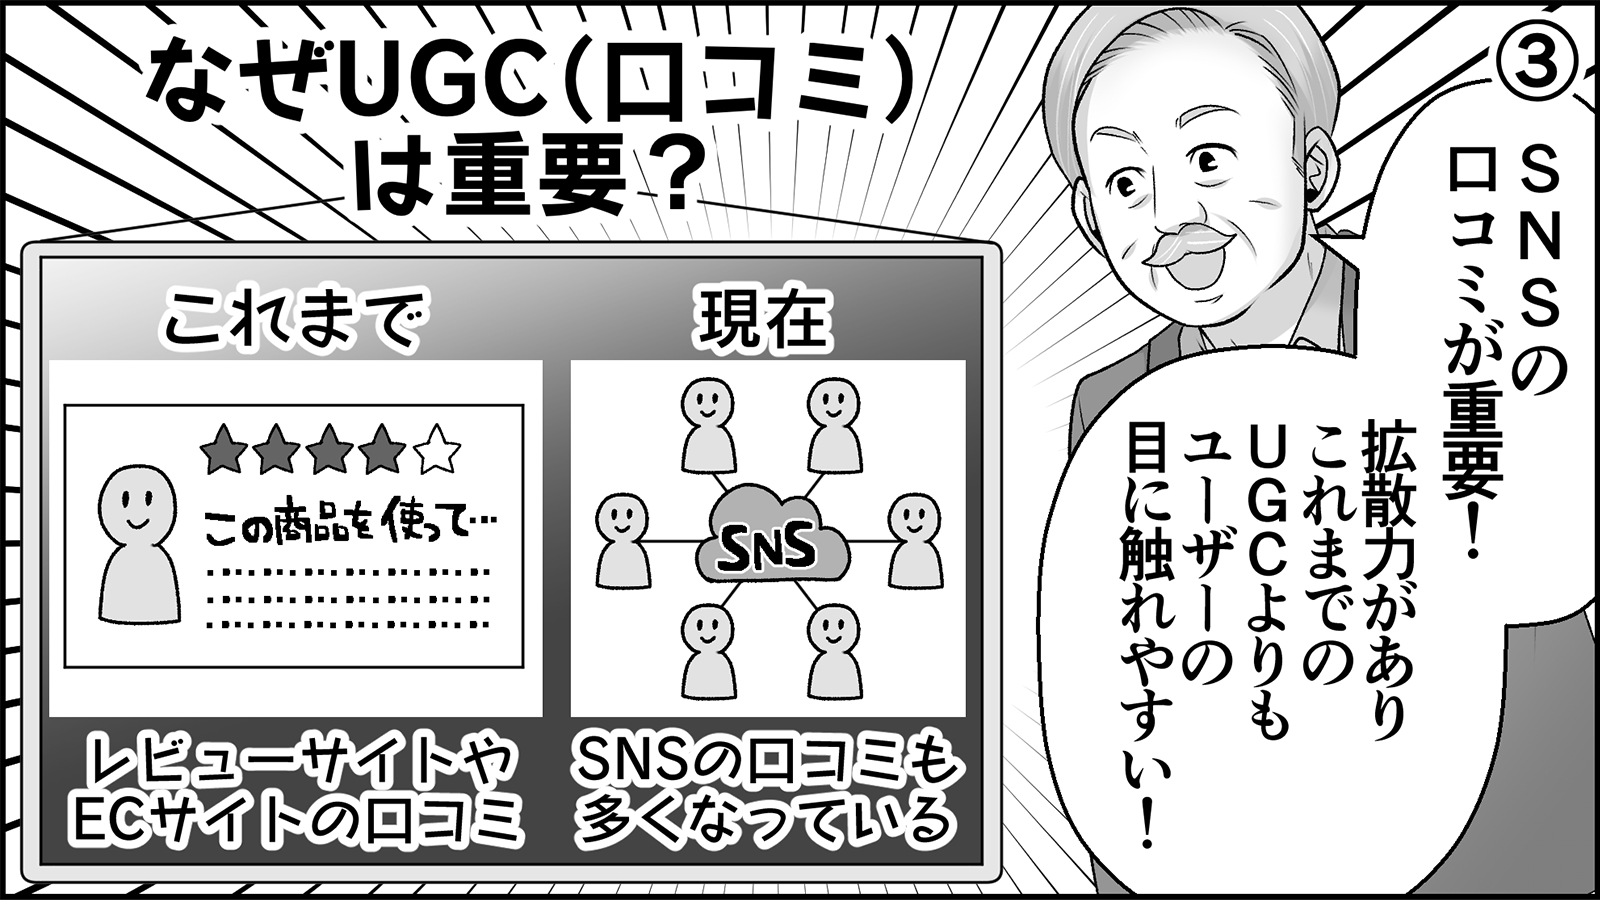 なぜUGC(口コミ)
は重要?
③
SNSの
口コミが重要!
拡散力があり
これまでの
UGCよりも
ユーザーの
目に触れやすい!
これまで
この商品を使って…
レビューサイトや
ECサイトの口コミ
現在
SNS
SNSの口コミも
多くなっている